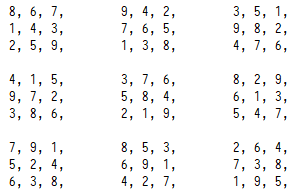 8, 6, 7, 9, 4, 2, 3, 5, 1,
1, 4, 3, 7, 6, 5, 9, 8, 2,
2, 5, 9, 1, 3, 8, 4, 7, 6,
4, 1, 5, 3, 7, 6, 8, 2, 9,
9, 7, 2, 5, 8, 4, 6, 1, 3,
3, 8, 6, 2, 1, 9, 5, 4, 7,
7, 9, 1, 8, 5, 3, 2, 6, 4,
5, 2, 4, 6, 9, 1, 7, 3, 8,
6, 3, 8, 4, 2, 7, 1, 9, 5,